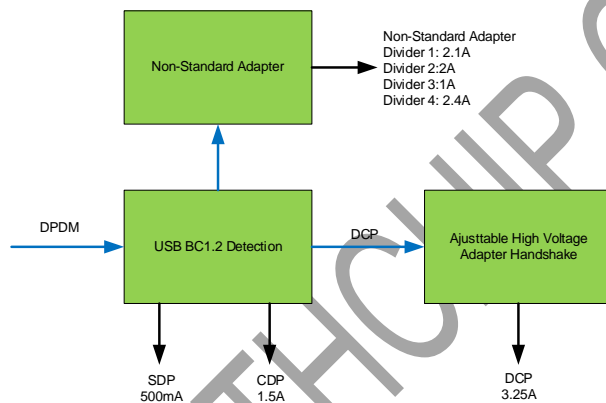 Non-Standard Adapter
Non-Standard Adapter
Divider 1: 2.1A
Divider 2:2A
Divider 3:1A
Divider 4: 2.4A
DPDM
USB BC1.2 Detection
DCP
Ajusttable High Voltage
Adapter Handshake
SDP
500mA
CDP
1.5A
DCP
3.25A
THCHIP